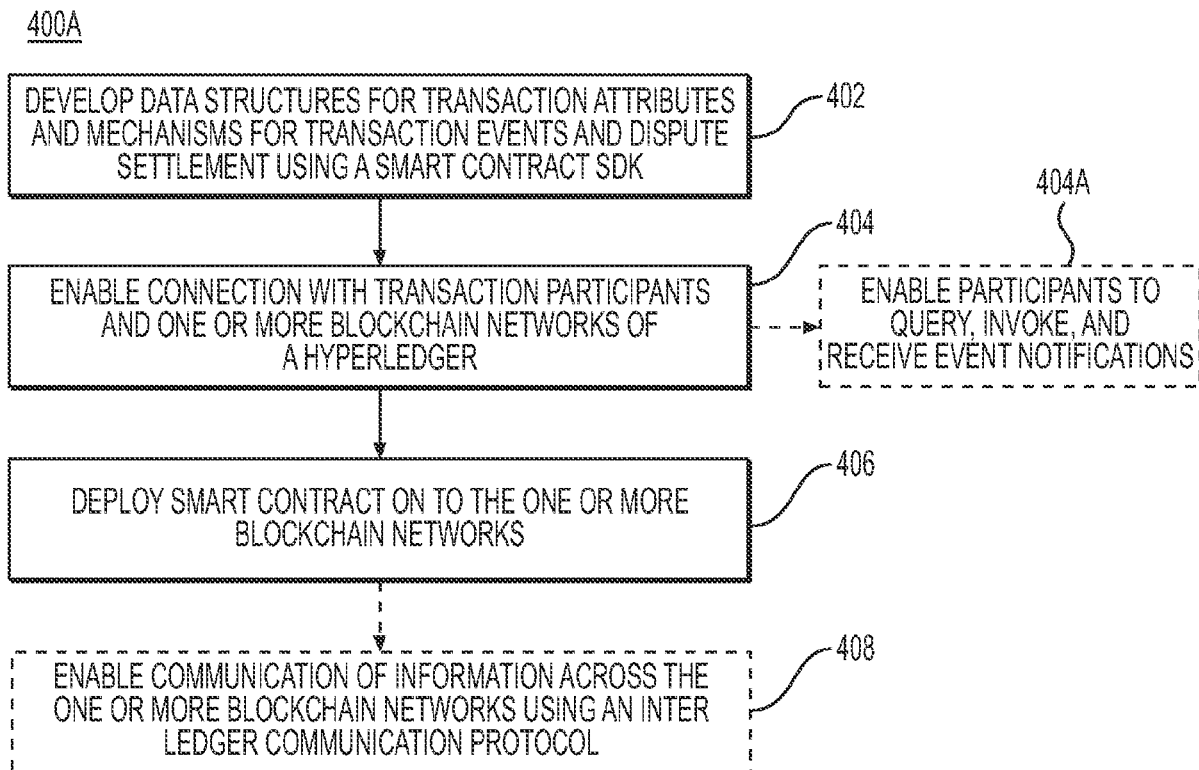 400A
DEVELOP DATA STRUCTURES FOR TRANSACTION ATTRIBUTES
AND MECHANISMS FOR TRANSACTION EVENTS AND DISPUTE
SETTLEMENT USING A SMART CONTRACT SDK
402
404A
404
ENABLE CONNECTION WITH TRANSACTION PARTICIPANTS
AND ONE OR MORE BLOCKCHAIN NETWORKS OF
A HYPERLEDGER
ENABLE PARTICIPANTS TO
QUERY, INVOKE, AND
RECEIVE EVENT NOTIFICATIONS
406
DEPLOY SMART CONTRACT ON TO THE ONE OR MORE
BLOCKCHAIN NETWORKS
408
ENABLE COMMUNICATION OF INFORMATION ACROSS THE
ONE OR MORE BLOCKCHAIN NETWORKS USING AN INTER
LEDGER COMMUNICATION PROTOCOL